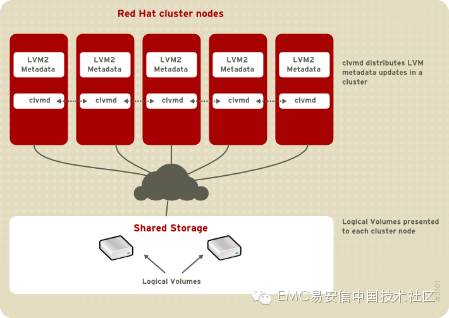 Red Hat cluster nodes
LVM2
Metadata
LVM2
Metadata
LVM2
Metadata
LVM2
Metadata
LVM2
Metadata
clvmd
clvmd
clvmd
clvmd
clvmd
clvmd distributes LVM
metadata updates in a
cluster
Shared Storage
Logical Volumes
Logical Volumes presented
to each cluster node
EMC易安信中国技术社区